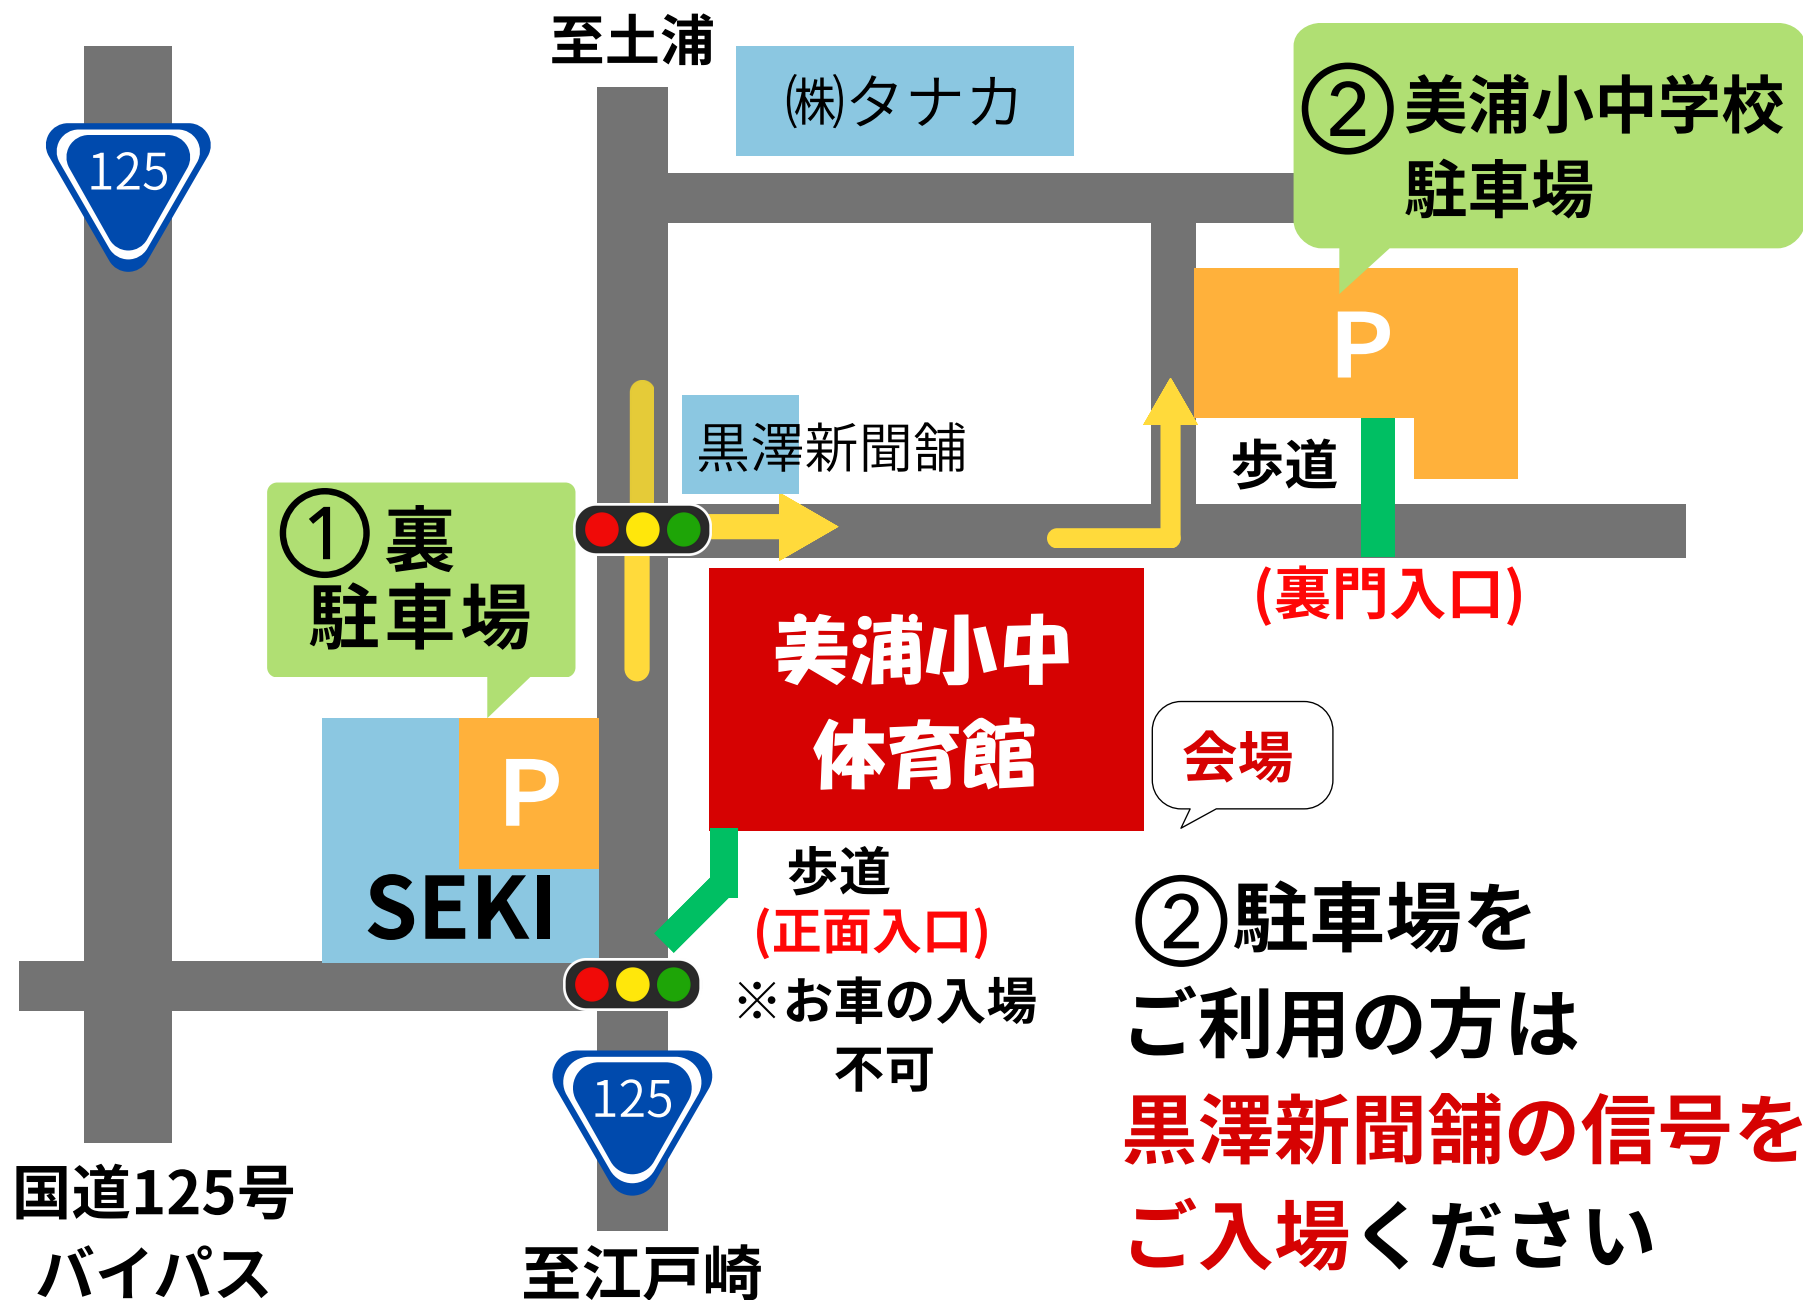 至土浦
㈱タナカ
②美浦小中学校
駐車場
125
P
黒澤新聞舗
歩道
①裏
駐車場
(裏門入口)
美浦小中
体育館
会場
P
SEKI
歩道
(正面入口)
※お車の入場
不可
②駐車場を
ご利用の方は
黒澤新聞舗の信号を
ご入場ください
125
国道125号
バイパス
至江戸崎